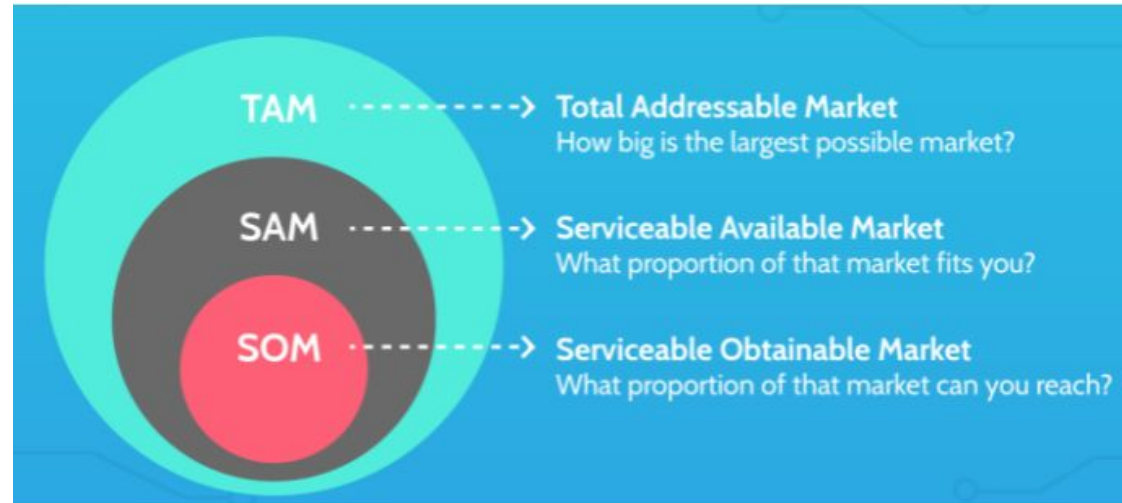 TAM
Total Addressable Market
How big is the largest possible market?
SAM
Serviceable Available Market
What proportion of that market fits you?
SOM
Serviceable Obtainable Market
What proportion of that market can you reach?